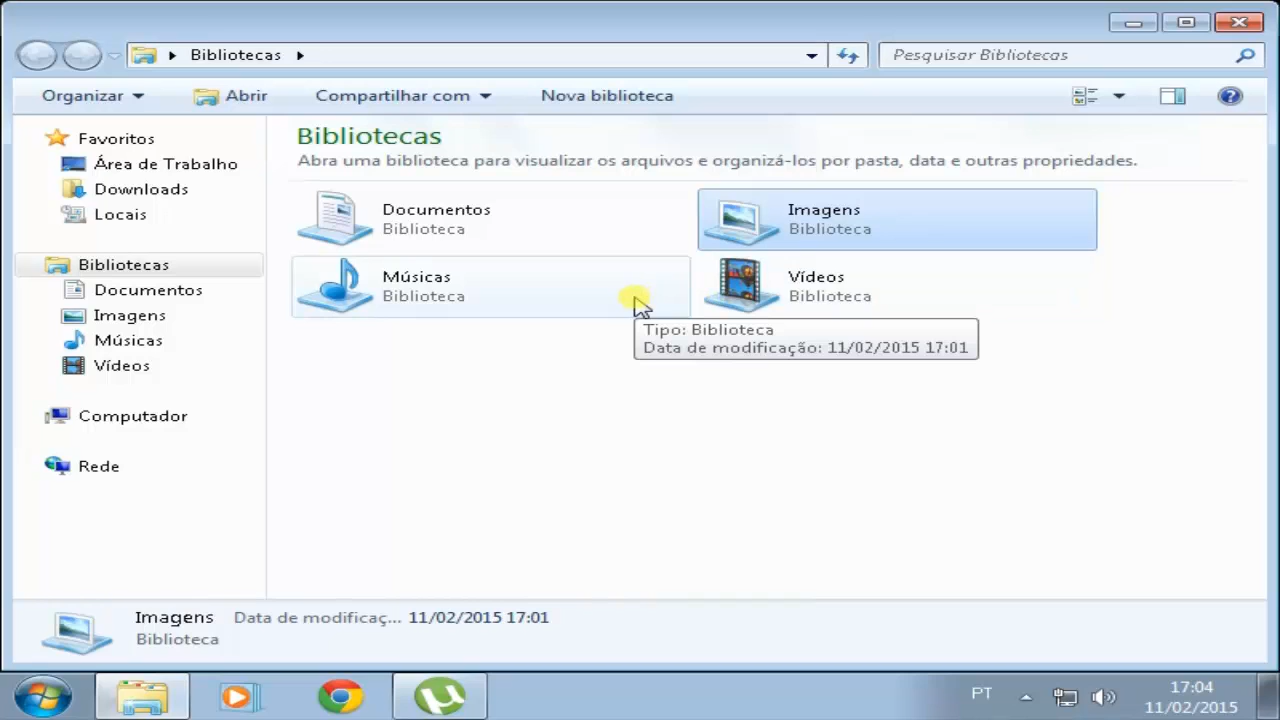 Bibliotecas
Pesquisar Bibliotecas
Organizar
Abrir
Compartilhar com
Nova biblioteca
Favoritos
Área de Trabalho
Downloads
Locais
Bibliotecas
Documentos
Imagens
Músicas
Vídeos
Computador
Rede
Bibliotecas
Abra uma biblioteca para visualizar os arquivos e organizá-los por pasta, data e outras propriedades.
Documentos
Biblioteca
Imagens
Biblioteca
Músicas
Biblioteca
Vídeos
Biblioteca
Tipo: Biblioteca
Data de modificação: 11/02/2015 17:01
Imagens
Data de modificaç... 11/02/2015 17:01
Biblioteca
PT
17:04
11/02/2015